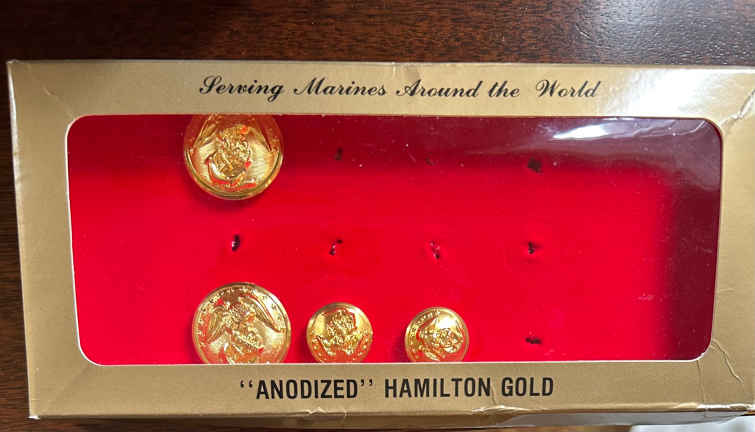 Serving Marines Around the World
“ANODIZED” HAMILTON GOLD